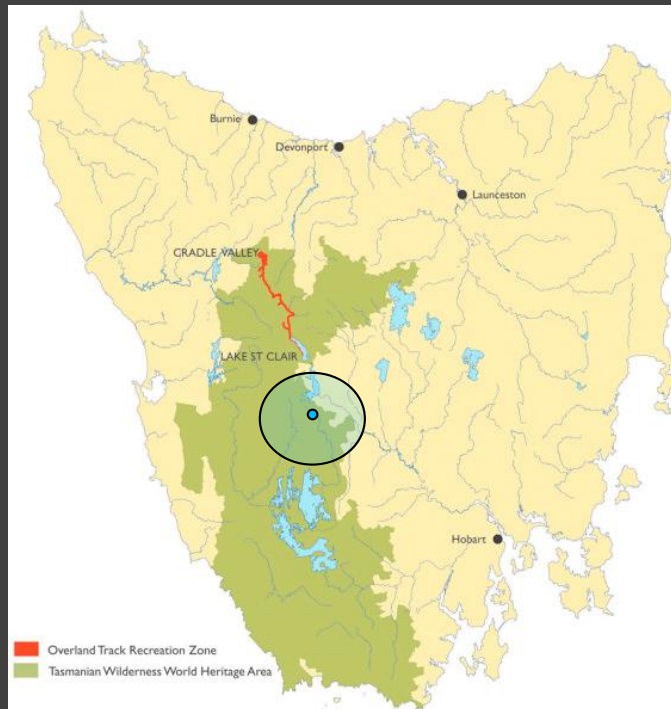 Burnie
Devonport
Launceston
CRADLE VALLEY
LAKE ST CLAIR
Hobart
Overland Track Recreation Zone
Tasmanian Wilderness World Heritage Area